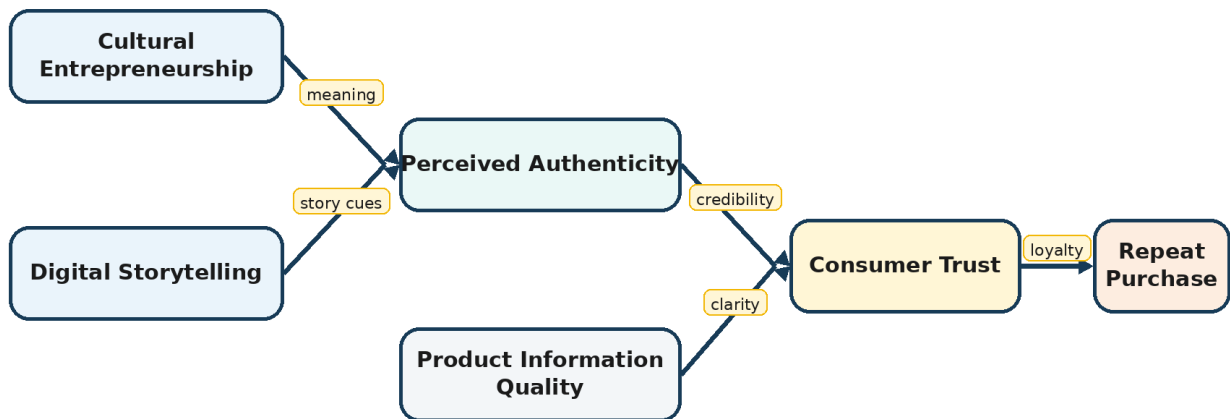 Cultural
Entrepreneurship
meaning
Perceived Authenticity
story cues
Digital Storytelling
credibility
Consumer Trust
loyalty
Repeat
Purchase
clarity
Product Information
Quality